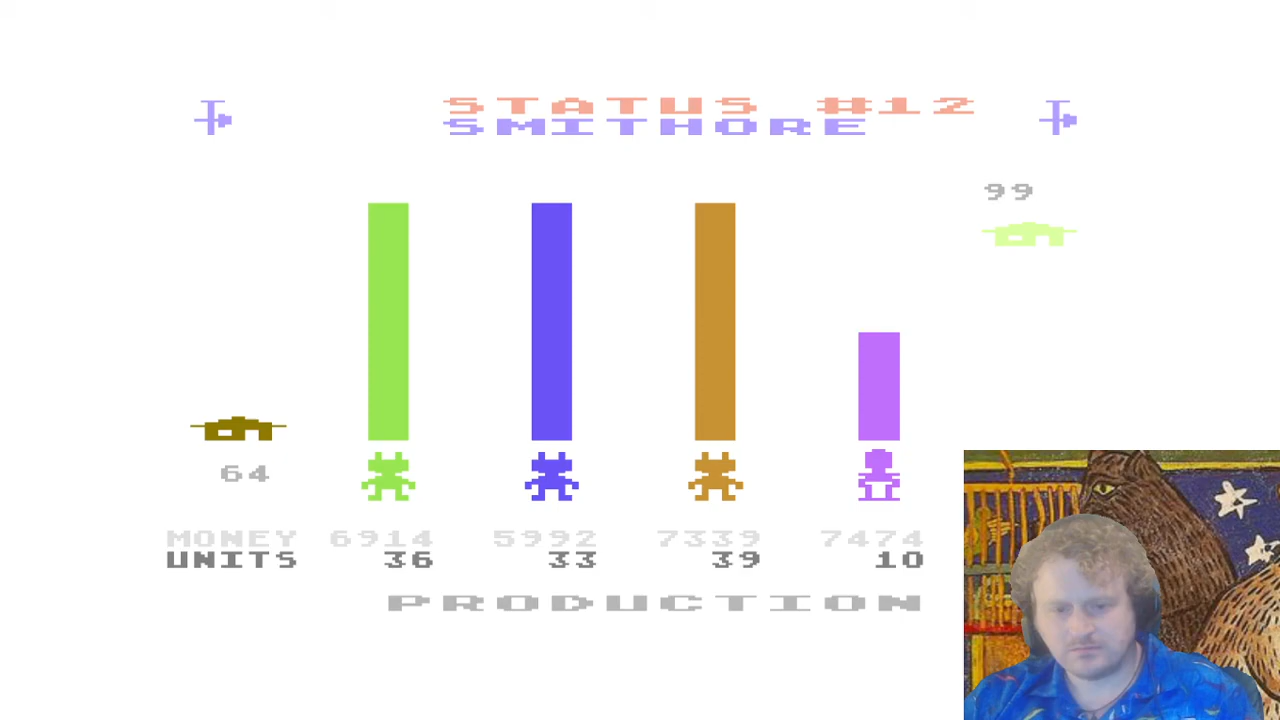 STATUS #12
SMITHORE
99
64
MONEY 6914 5992 7339 7474
UNITS 36 33 39 10
PRODUCTION